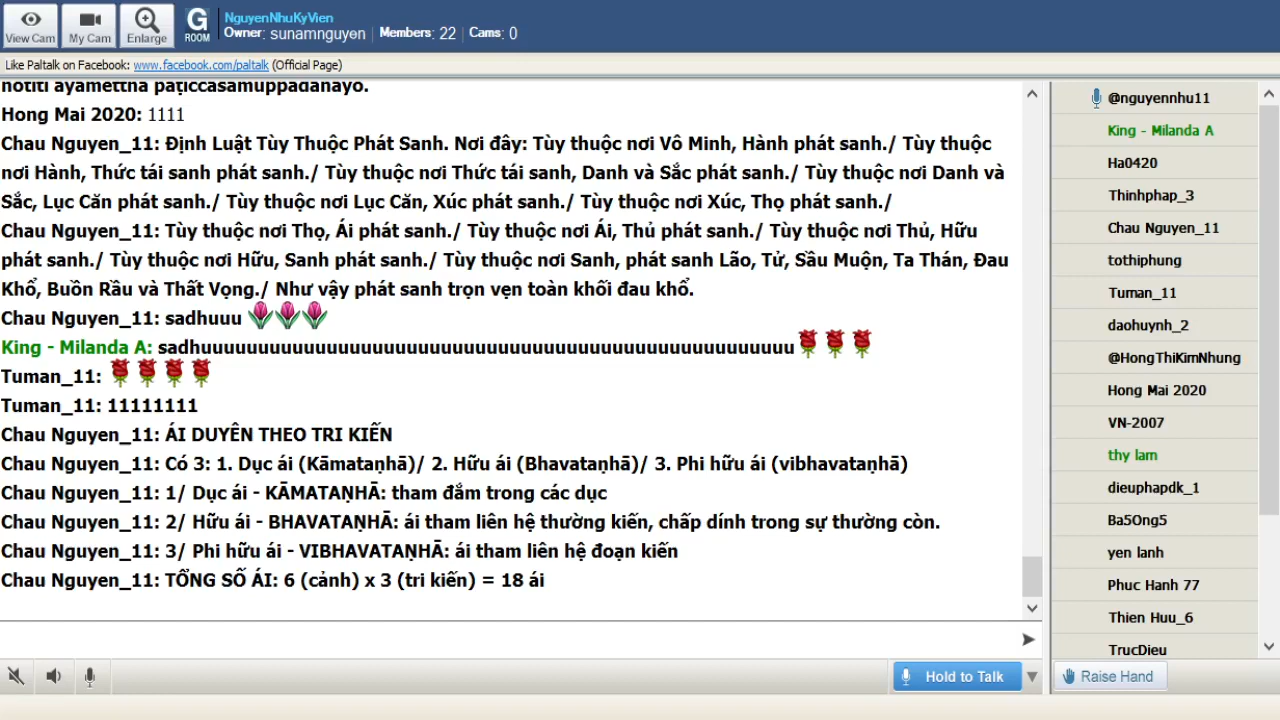 View Cam
My Cam
Enlarge
G
ROOM
NguyenNhuKyVien
Owner: sunamnguyen
Members: 22
Cams: 0
Like Paltalk on Facebook: www.facebook.com/paltalk (Official Page)
hotiti ayamettha paṭiccasamuppādanayo.
Hong Mai 2020: 1111
Chau Nguyen_11: Định Luật Tùy Thuộc Phát Sanh. Nơi đây: Tùy thuộc nơi Vô Minh, Hành phát sanh./ Tùy thuộc
nơi Hành, Thức tái sanh phát sanh./ Tùy thuộc nơi Thức tái sanh, Danh và Sắc phát sanh./ Tùy thuộc nơi Danh và
Sắc, Lục Căn phát sanh./ Tùy thuộc nơi Lục Căn, Xúc phát sanh./ Tùy thuộc nơi Xúc, Thọ phát sanh./
Chau Nguyen_11: Tùy thuộc nơi Thọ, Ái phát sanh./ Tùy thuộc nơi Ái, Thủ phát sanh./ Tùy thuộc nơi Thủ, Hữu
phát sanh./ Tùy thuộc nơi Hữu, Sanh phát sanh./ Tùy thuộc nơi Sanh, phát sanh Lão, Tử, Sầu Muộn, Ta Thán, Đau
Khổ, Buồn Rầu và Thất Vọng./ Như vậy phát sanh trọn vẹn toàn khối đau khổ.
Chau Nguyen_11: sadhuuu
King - Milanda A: sadhuuuuuuuuuuuuuuuuuuuuuuuuuuuuuuuuuuuuuuuuuuuuuuuuuuuu
Tuman_11:
Tuman_11: 11111111
Chau Nguyen_11: ÁI DUYÊN THEO TRI KIẾN
Chau Nguyen_11: Có 3: 1. Dục ái (Kāmataṇhā)/ 2. Hữu ái (Bhavataṇhā)/ 3. Phi hữu ái (vibhavataṇhā)
Chau Nguyen_11: 1/ Dục ái - KĀMATAṆHĀ: tham đắm trong các dục
Chau Nguyen_11: 2/ Hữu ái - BHAVATAṆHĀ: ái tham liên hệ thường kiến, chấp dính trong sự thường còn.
Chau Nguyen_11: 3/ Phi hữu ái - VIBHAVATAṆHĀ: ái tham liên hệ đoạn kiến
Chau Nguyen_11: TỔNG SỐ ÁI: 6 (cảnh) x 3 (tri kiến) = 18 ái
Hold to Talk
@nguyennhu11
King - Milanda A
Ha0420
Thinhphap_3
Chau Nguyen_11
tothiphung
Tuman_11
daohuynh_2
@HongThiKimNhung
Hong Mai 2020
VN-2007
thy lam
dieuphapdk_1
Ba5Ong5
yen lanh
Phuc Hanh 77
Thien Huu_6
TrucDieu
Raise Hand